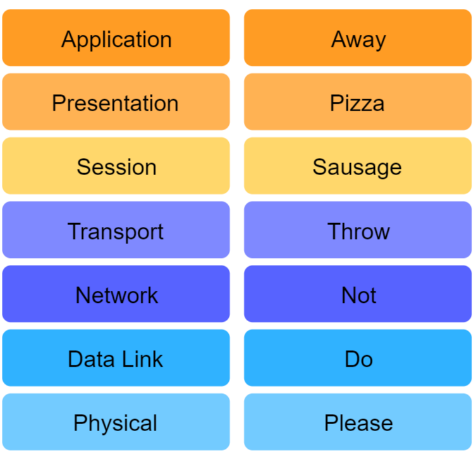 Application Away
Presentation Pizza
Session Sausage
Transport Throw
Network Not
Data Link Do
Physical Please